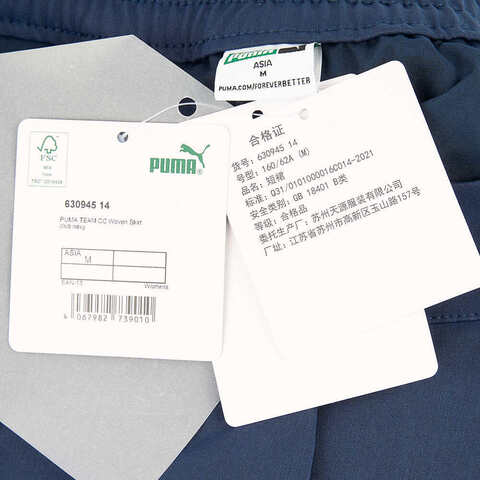 PUMA
ASIA
M
PUMA.COM/FOREVERBETTER
FSC
PUMA
630945 14
PUMA TEAM CC Woven Skirt
ASIA
M
EAN-13
Womens
4 067982 739010
合格证
货号: 630945 14
号型: 160/62A (M)
品名: 短裙
标准: Q31/0101000016C014-2021
安全类别: GB 18401 B类
等级: 合格品
委托生产厂: 苏州天源服装有限公司
厂址: 江苏省苏州市高新区玉山路157号